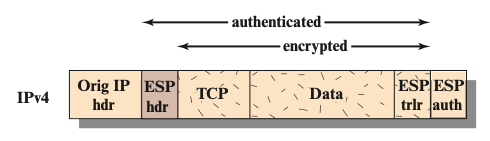 authenticated
encrypted
IPv4
Orig IP
hdr
ESP
hdr
TCP
Data
ESP
trlr
ESP
auth